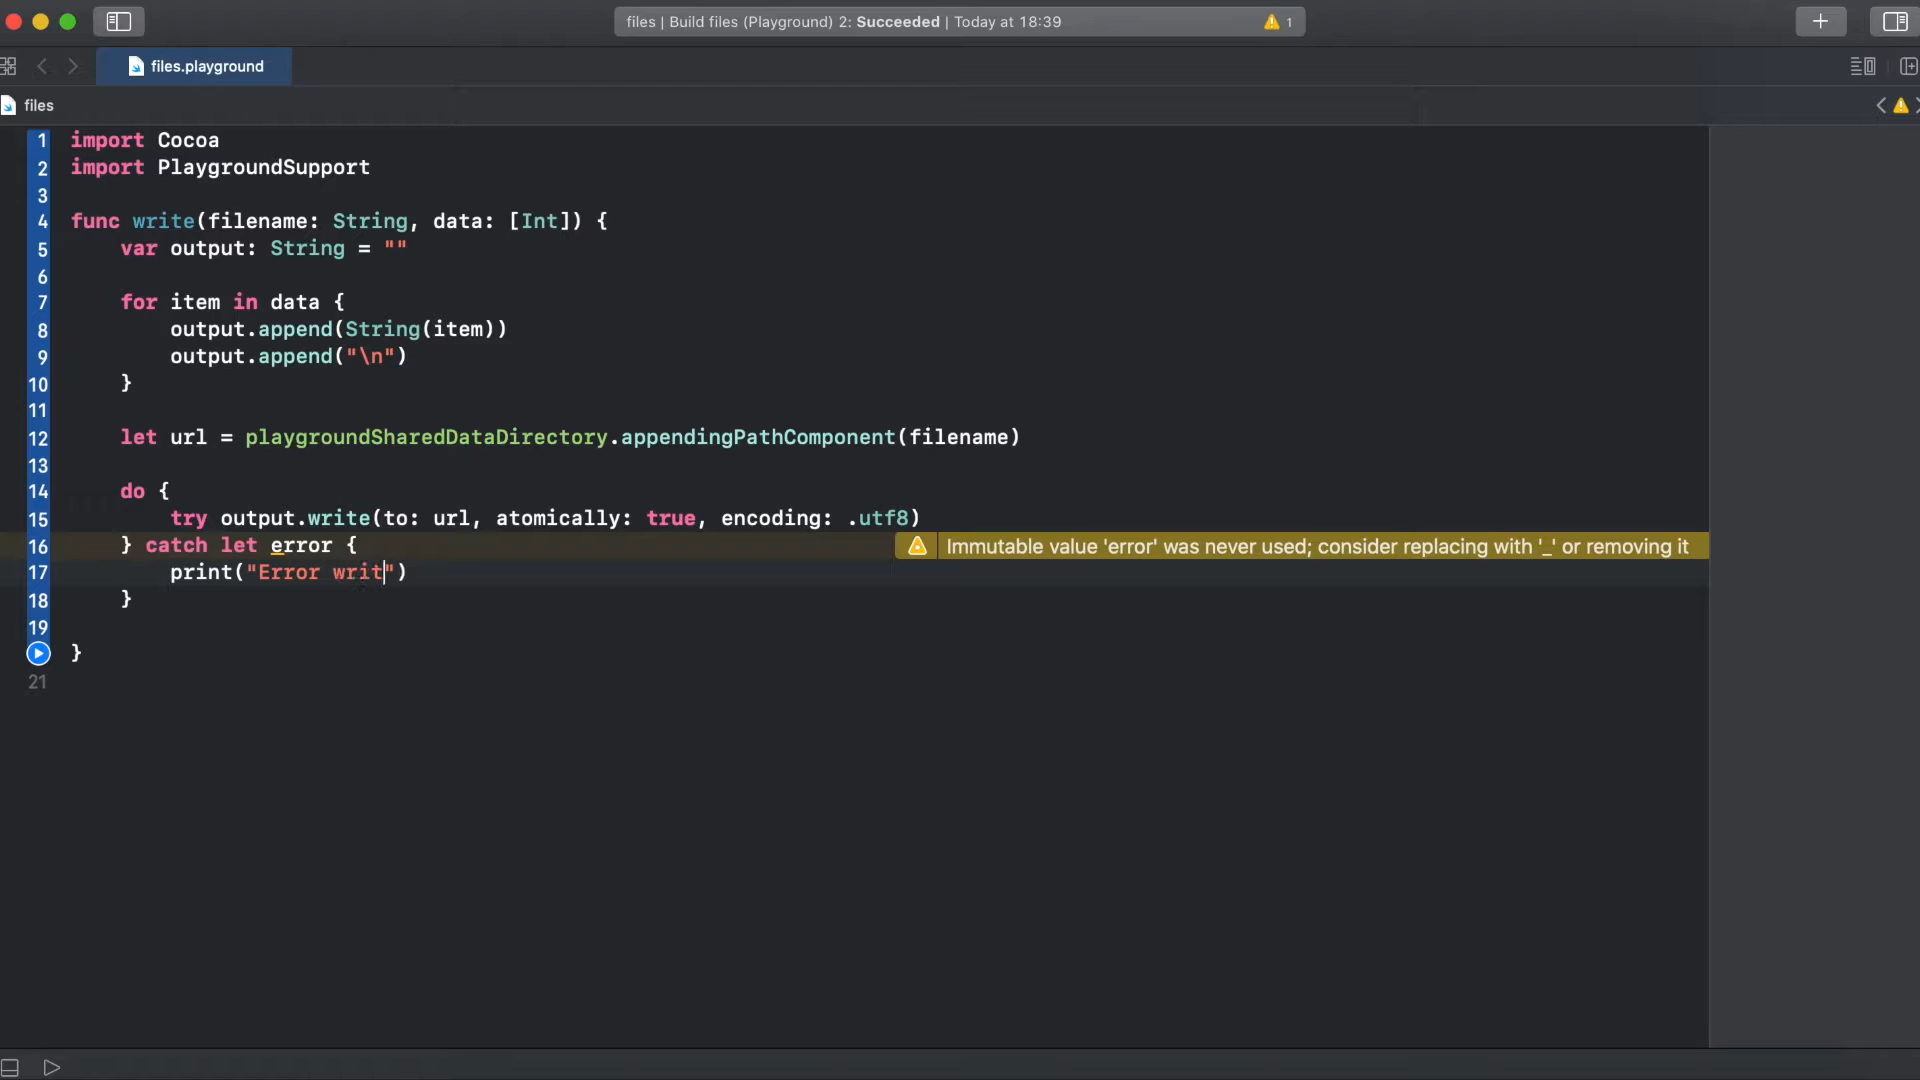 files | Build files (Playground) 2: Succeeded | Today at 18:39 1
files.playground
files
1 import Cocoa
2 import PlaygroundSupport
3
4 func write(filename: String, data: [Int]) {
5     var output: String = ""
6
7     for item in data {
8         output.append(String(item))
9         output.append("\n")
10     }
11
12     let url = playgroundSharedDataDirectory.appendingPathComponent(filename)
13
14     do {
15         try output.write(to: url, atomically: true, encoding: .utf8)
16     } catch let error { Immutable value 'error' was never used; consider replacing with '_' or removing it
17         print("Error writ")
18     }
19
}
21